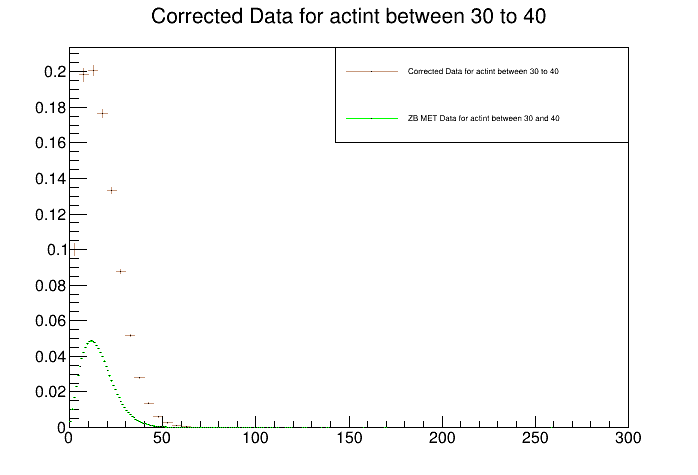 Corrected Data for actint between 30 to 40
Corrected Data for actint between 30 to 40
ZB MET Data for actint between 30 and 40
0.2
0.18
0.16
0.14
0.12
0.1
0.08
0.06
0.04
0.02
0
0 50 100 150 200 250 300